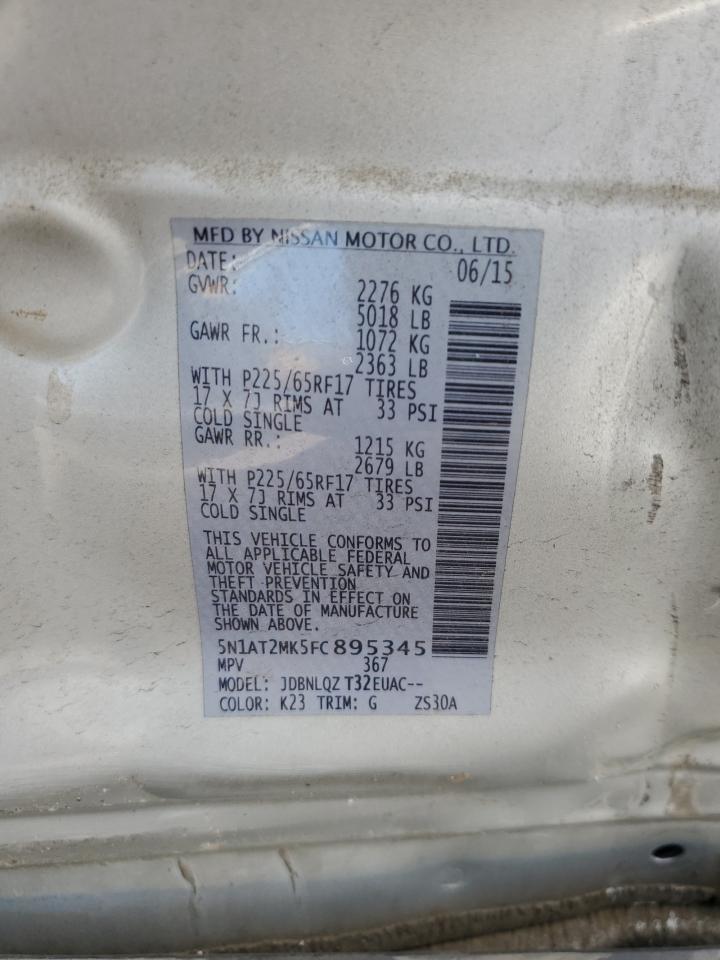 MFD BY NISSAN MOTOR CO., LTD.
DATE: 06/15
GVWR: 2276 KG
5018 LB
GAWR FR.: 1072 KG
2363 LB
WITH P225/65RF17 TIRES
17 X 7J RIMS AT 33 PSI
COLD SINGLE
GAWR RR.: 1215 KG
2679 LB
WITH P225/65RF17 TIRES
17 X 7J RIMS AT 33 PSI
COLD SINGLE
THIS VEHICLE CONFORMS TO
ALL APPLICABLE FEDERAL
MOTOR VEHICLE SAFETY AND
THEFT PREVENTION
STANDARDS IN EFFECT ON
THE DATE OF MANUFACTURE
SHOWN ABOVE.
5N1AT2MK5FC895345
MPV 367
MODEL: JDBNLQZ T32EUAC--
COLOR: K23 TRIM: G ZS30A